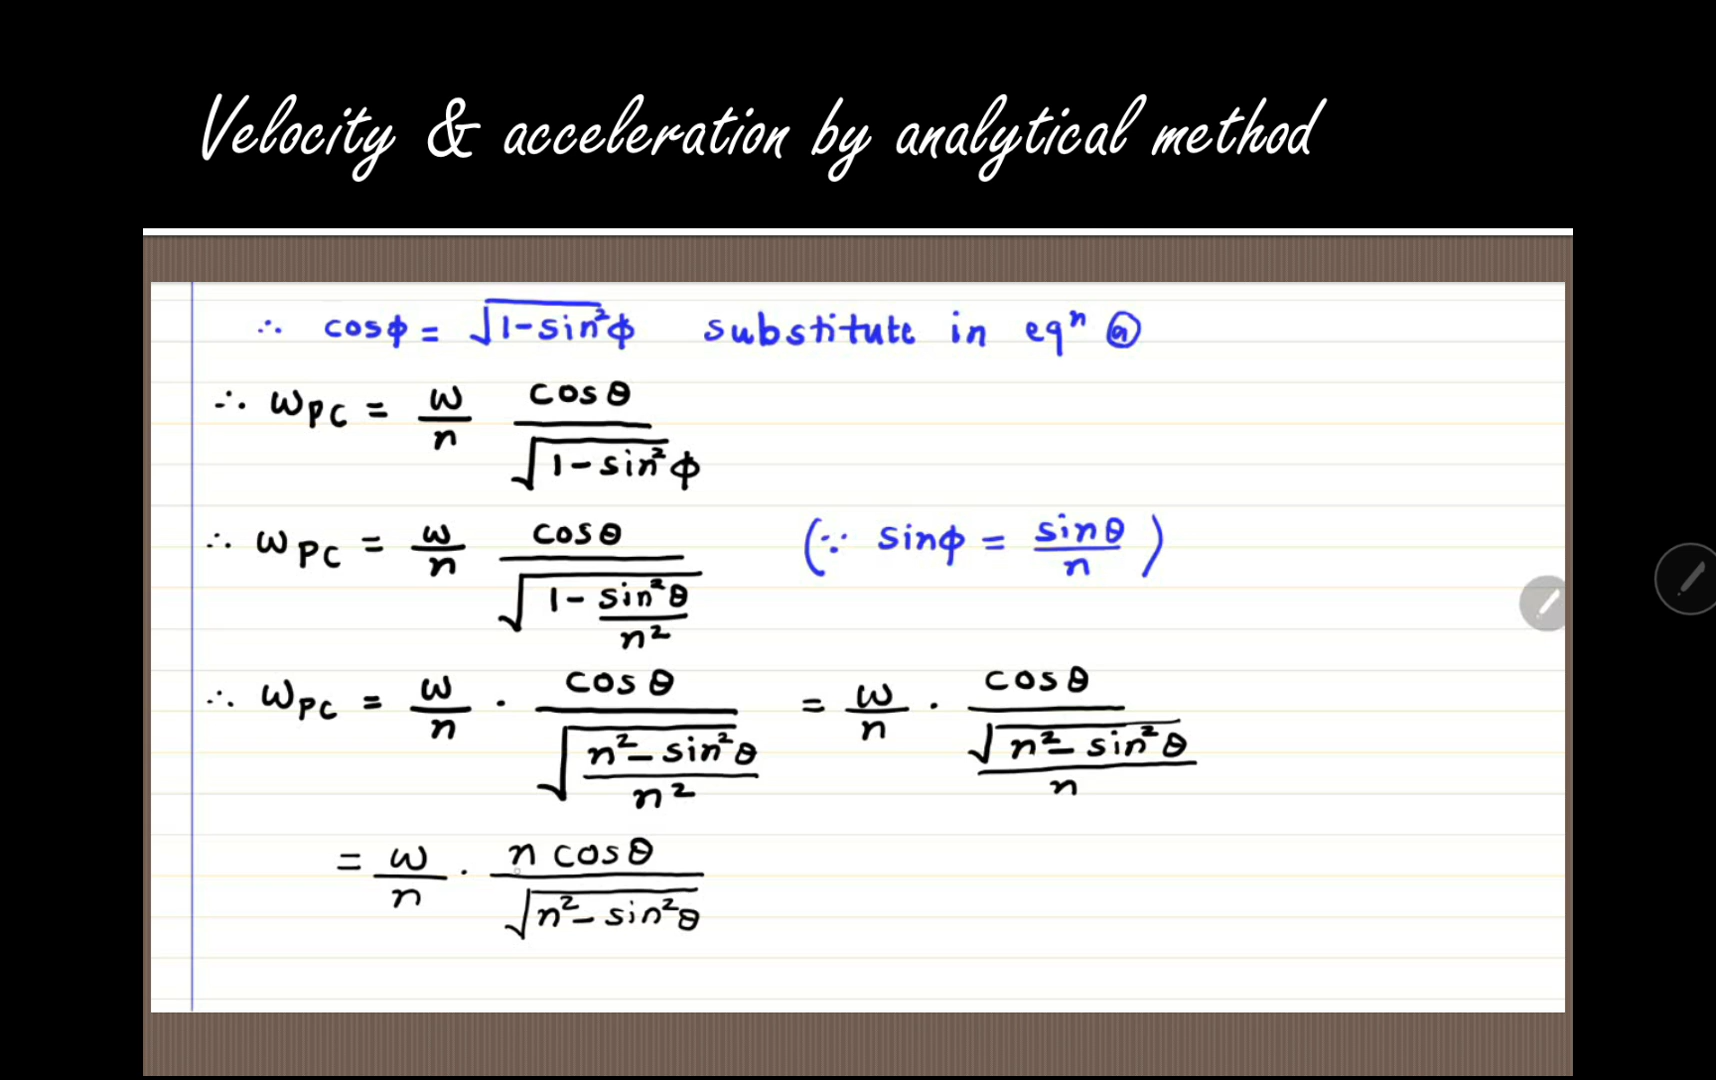 Velocity & acceleration by analytical method
∴ cosϕ = √(1-sin²ϕ) substitute in eqⁿ ⓐ
∴ ωPC = ω/n cosθ/√(1-sin²ϕ)
∴ ωPC = ω/n cosθ/√(1-sin²θ/n²) (∵ sinϕ = sinθ/n)
∴ ωPC = ω/n · cosθ/√((n²-sin²θ)/n²) = ω/n · cosθ/(√(n²-sin²θ)/n)
= ω/n · n cosθ/√(n²-sin²θ)